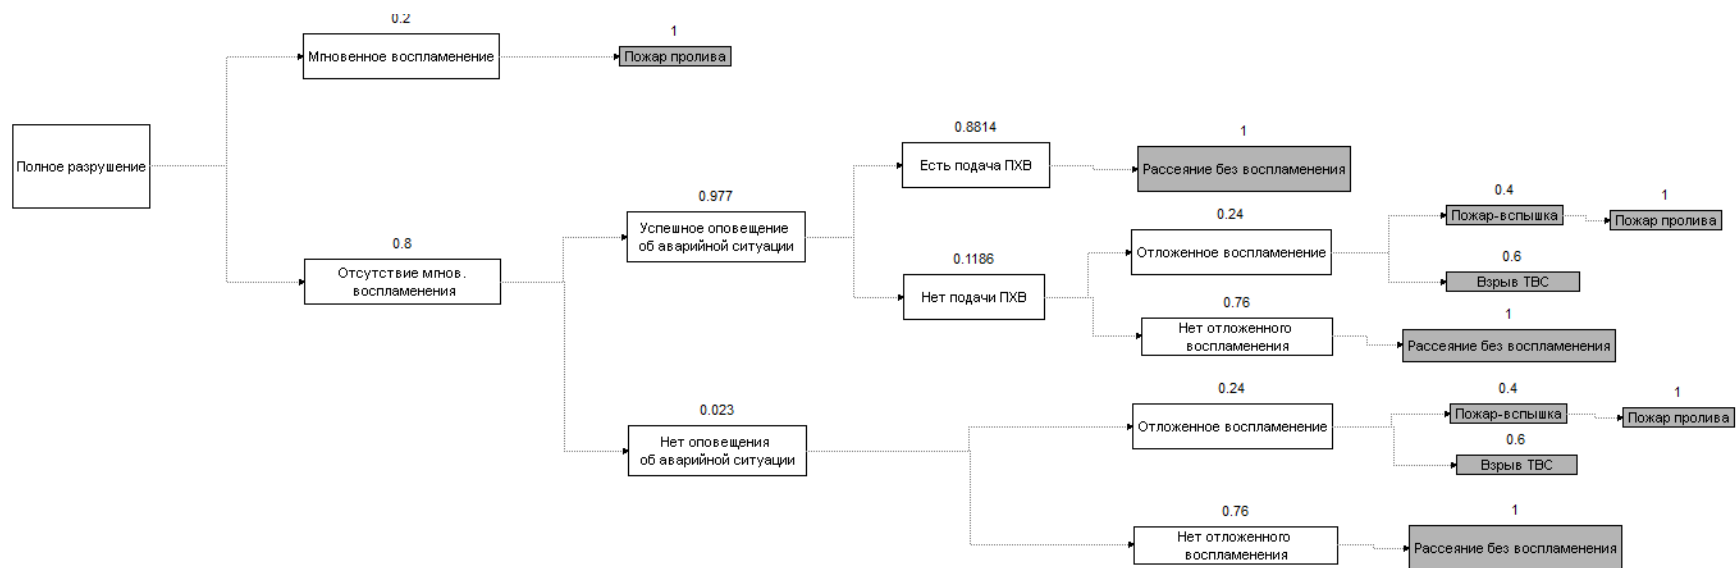 0.2
Мгновенное воспламенение
1
Пожар пролива
Полное разрушение
0.8
Отсутствие мгнов.
воспламенения
0.977
Успешное оповещение
об аварийной ситуации
0.8814
Есть подача ПХВ
1
Рассеяние без воспламенения
0.1186
Нет подачи ПХВ
0.24
Отложенное воспламенение
0.4
Пожар-вспышка
1
Пожар пролива
0.6
Взрыв ТВС
0.76
Нет отложенного
воспламенения
1
Рассеяние без воспламенения
0.023
Нет оповещения
об аварийной ситуации
0.24
Отложенное воспламенение
0.4
Пожар-вспышка
1
Пожар пролива
0.6
Взрыв ТВС
0.76
Нет отложенного
воспламенения
1
Рассеяние без воспламенения